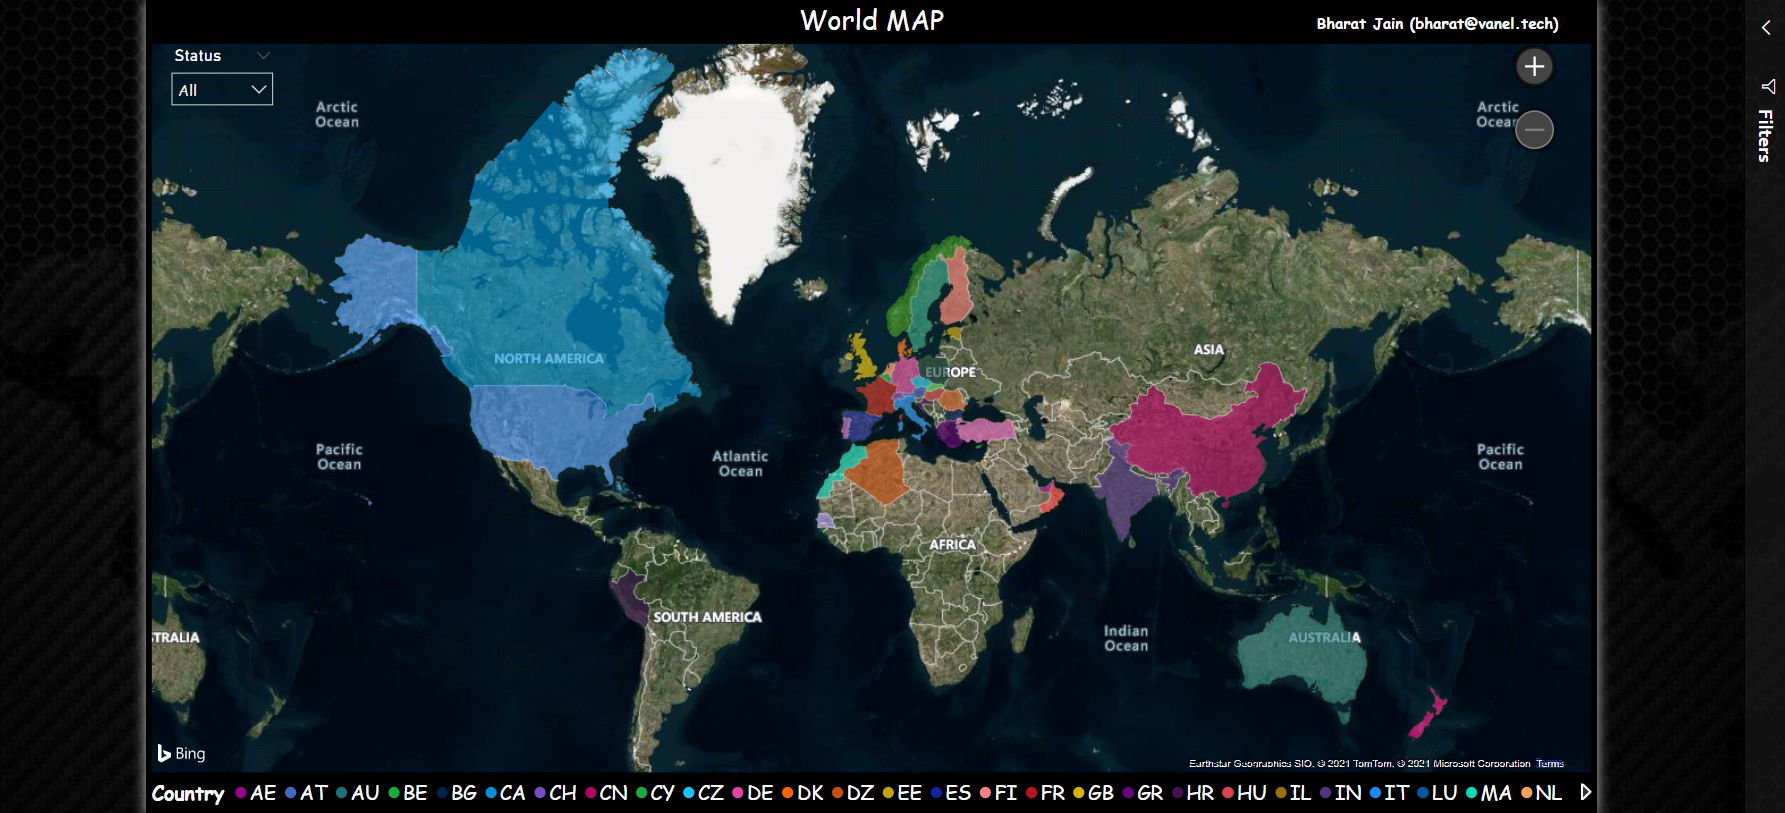 World MAP
Bharat Jain (bharat@vanel.tech)
Status
All
Filters
Arctic
Ocean
Arctic
Ocean
NORTH AMERICA
EUROPE
ASIA
Pacific
Ocean
Atlantic
Ocean
Pacific
Ocean
AFRICA
SOUTH AMERICA
Indian
Ocean
AUSTRALIA
TRALIA
Bing
Earthstar Geographics SIO, © 2021 TomTom, © 2021 Microsoft Corporation Terms
Country AE AT AU BE BG CA CH CN CY CZ DE DK DZ EE ES FI FR GB GR HR HU IL IN IT LU MA NL